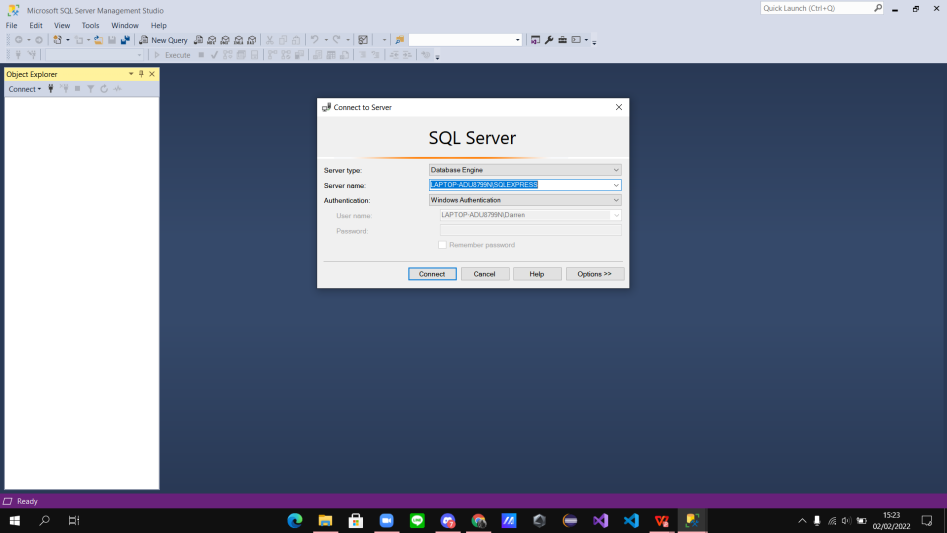 Microsoft SQL Server Management Studio
Quick Launch (Ctrl+Q)
File Edit View Tools Window Help
New Query
Execute
Object Explorer
Connect
Connect to Server
SQL Server
Server type: Database Engine
Server name: LAPTOP-ADU8799N\SQLEXPRESS
Authentication: Windows Authentication
User name: LAPTOP-ADU8799N\Darren
Password:
Remember password
Connect Cancel Help Options >>
Ready
15:23
02/02/2022